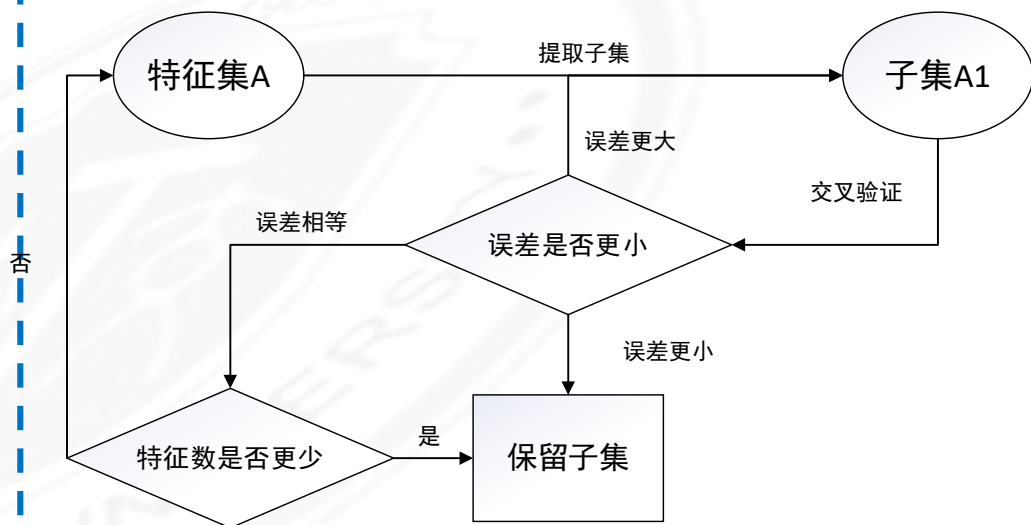 提取子集
特征集A
子集A1
误差更大
交叉验证
误差相等
误差是否更小
否
误差更小
是
特征数是否更少
保留子集
ERSITY